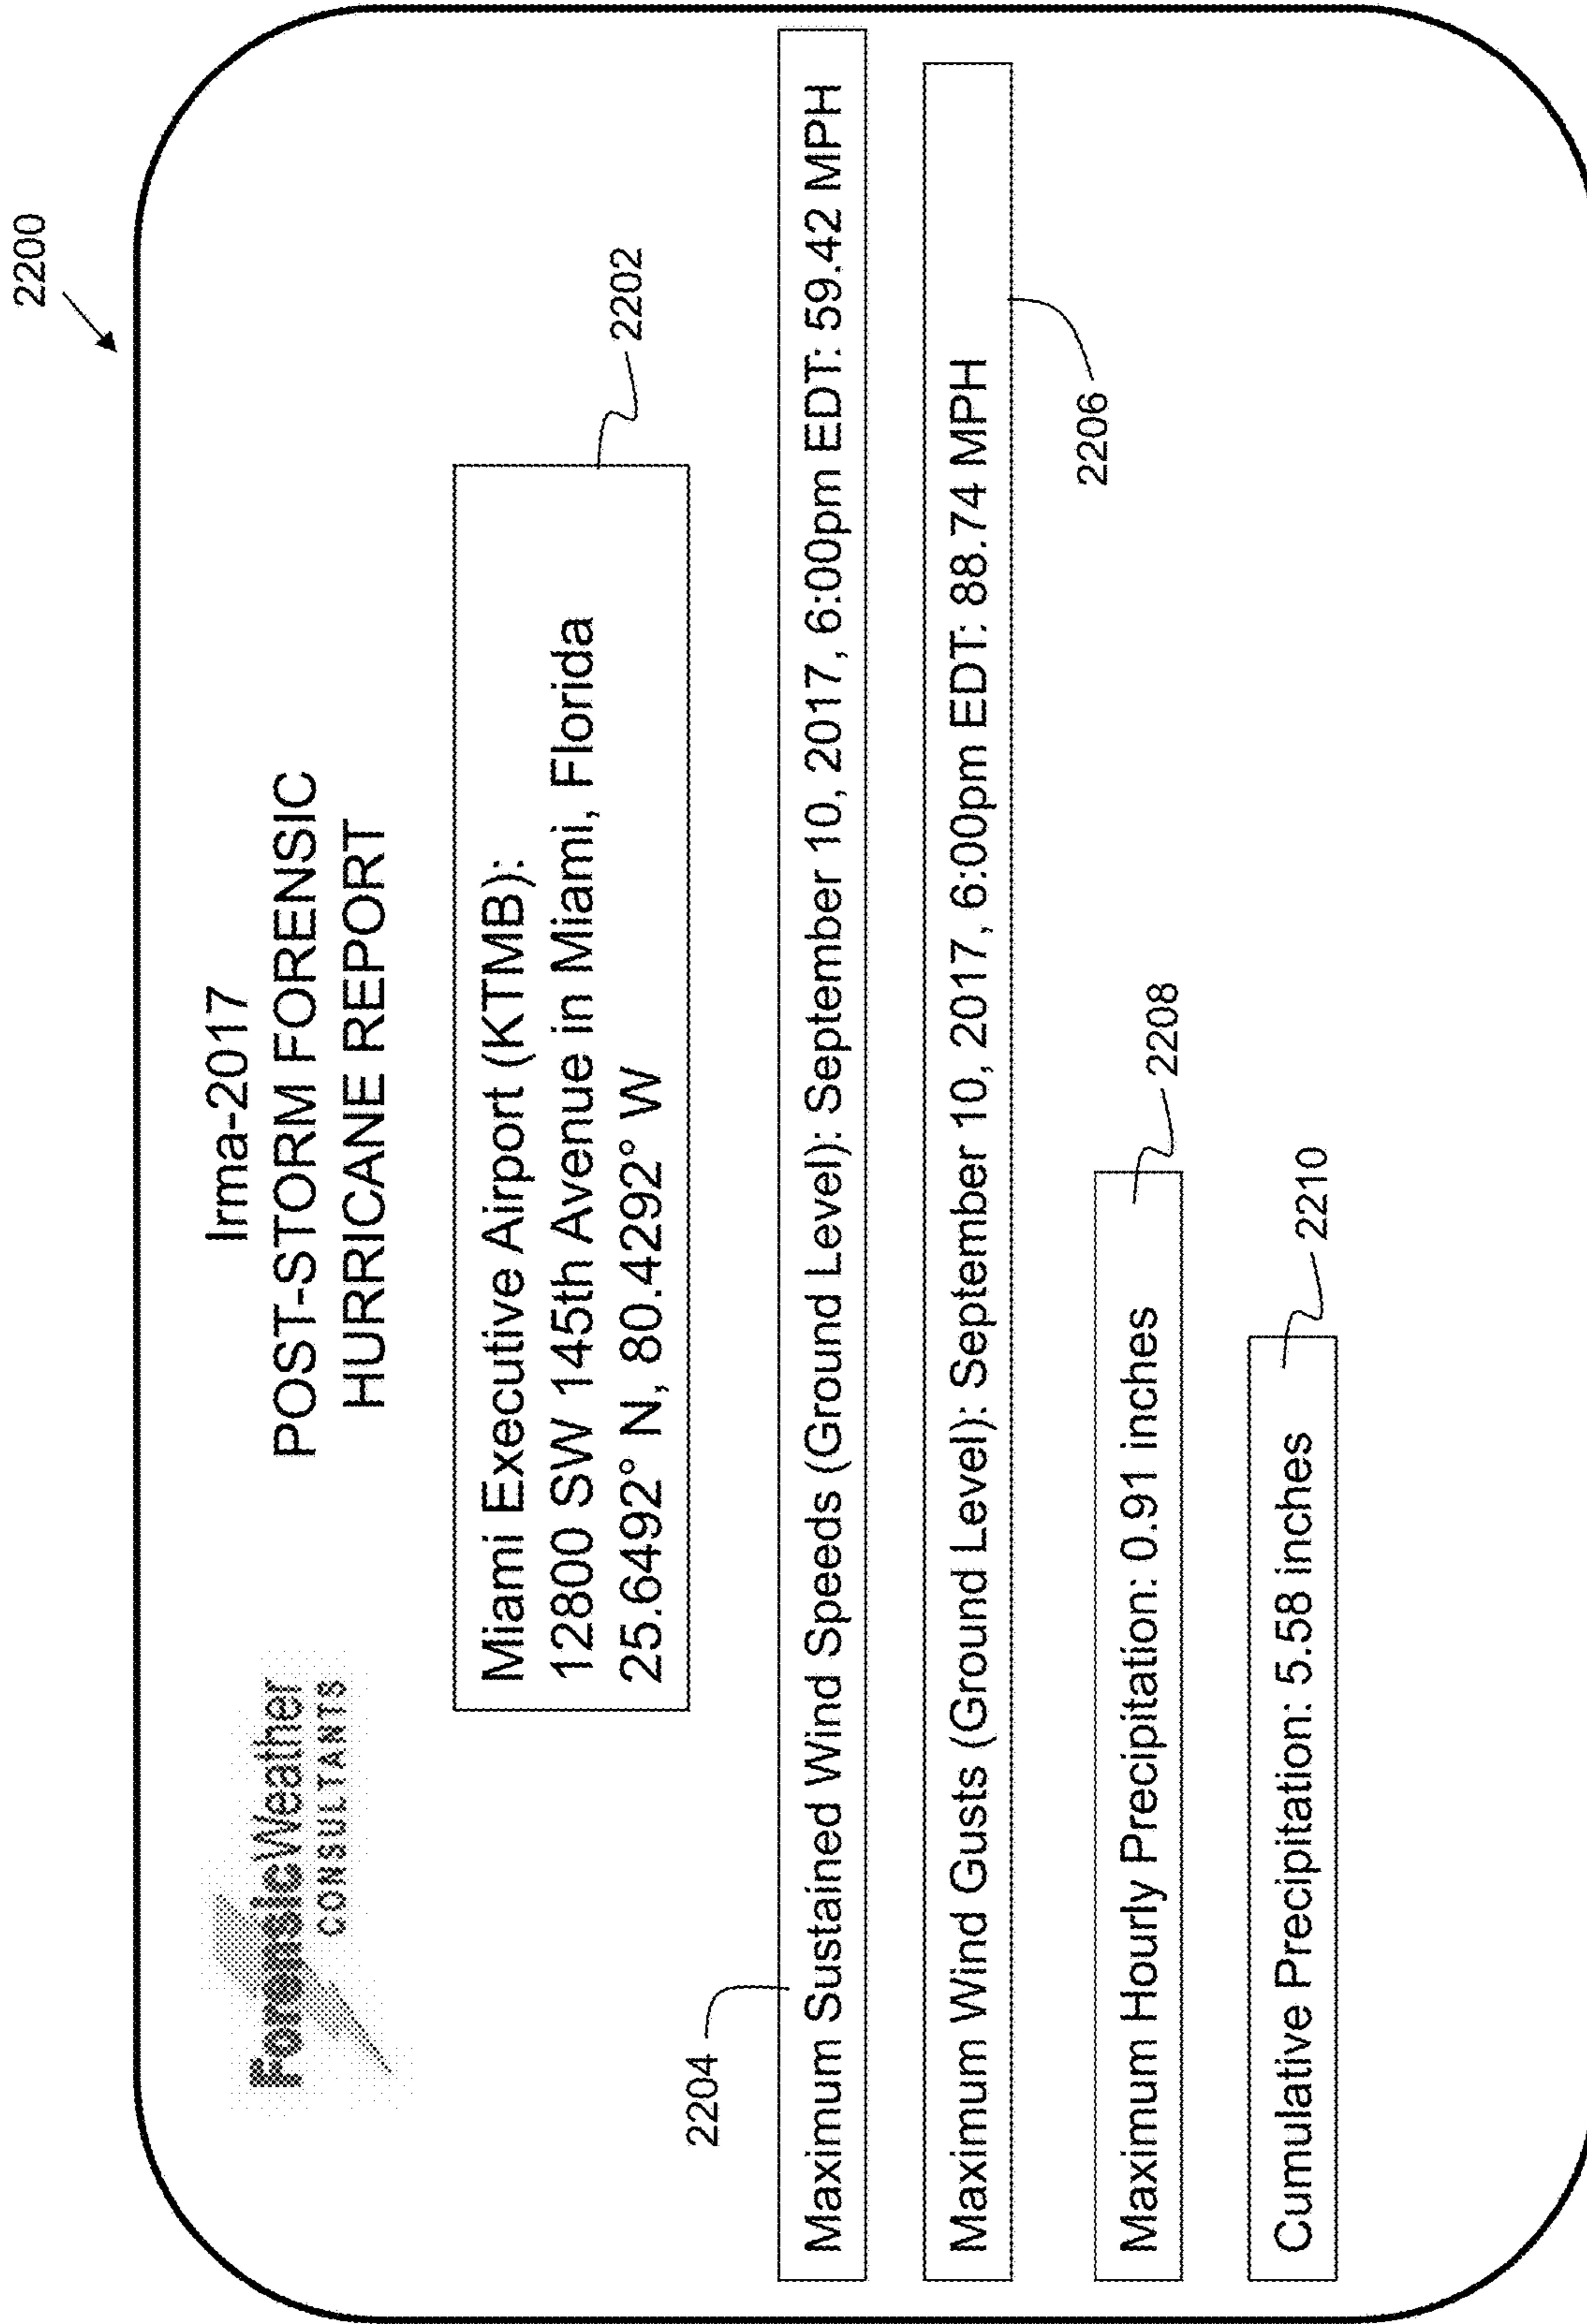 2200
ForensicWeather
CONSULTANTS
Irma-2017
POST-STORM FORENSIC
HURRICANE REPORT
Miami Executive Airport (KTMB):
12800 SW 145th Avenue in Miami, Florida
25.6492° N, 80.4292° W
2202
2204
Maximum Sustained Wind Speeds (Ground Level): September 10, 2017, 6:00pm EDT: 59.42 MPH
Maximum Wind Gusts (Ground Level): September 10, 2017, 6:00pm EDT: 88.74 MPH
2206
Maximum Hourly Precipitation: 0.91 inches
2208
Cumulative Precipitation: 5.58 inches
2210